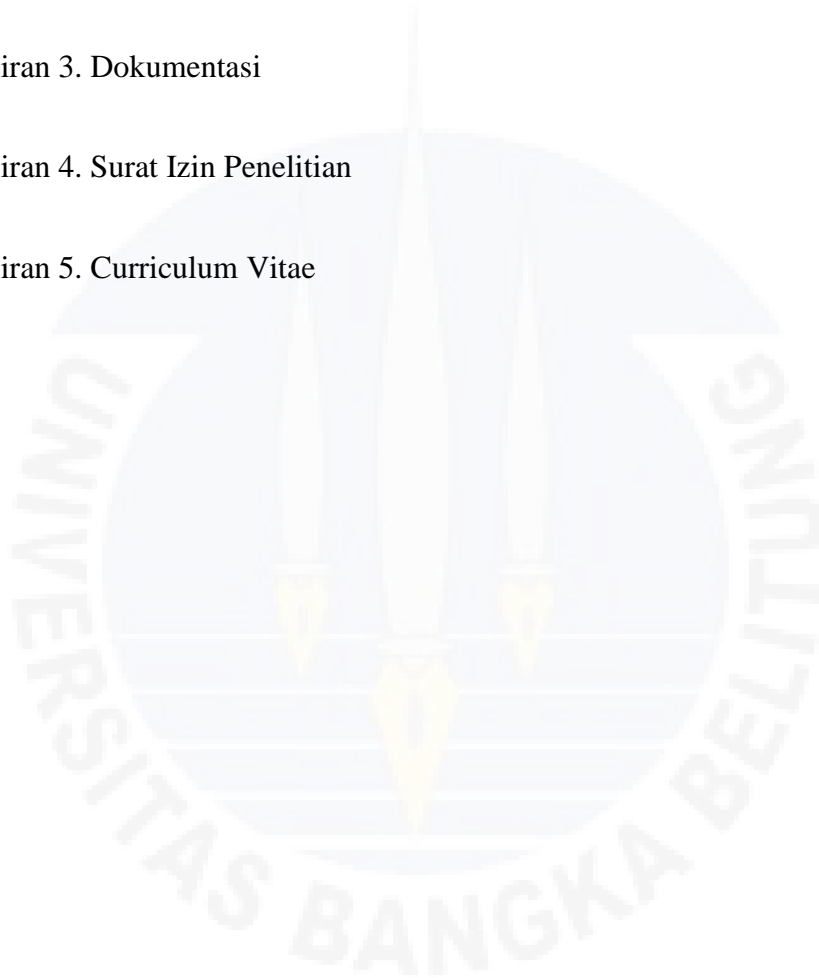 iran 3. Dokumentasi
iran 4. Surat Izin Penelitian
iran 5. Curriculum Vitae
UNIVERSITAS BANGKA BELITUNG